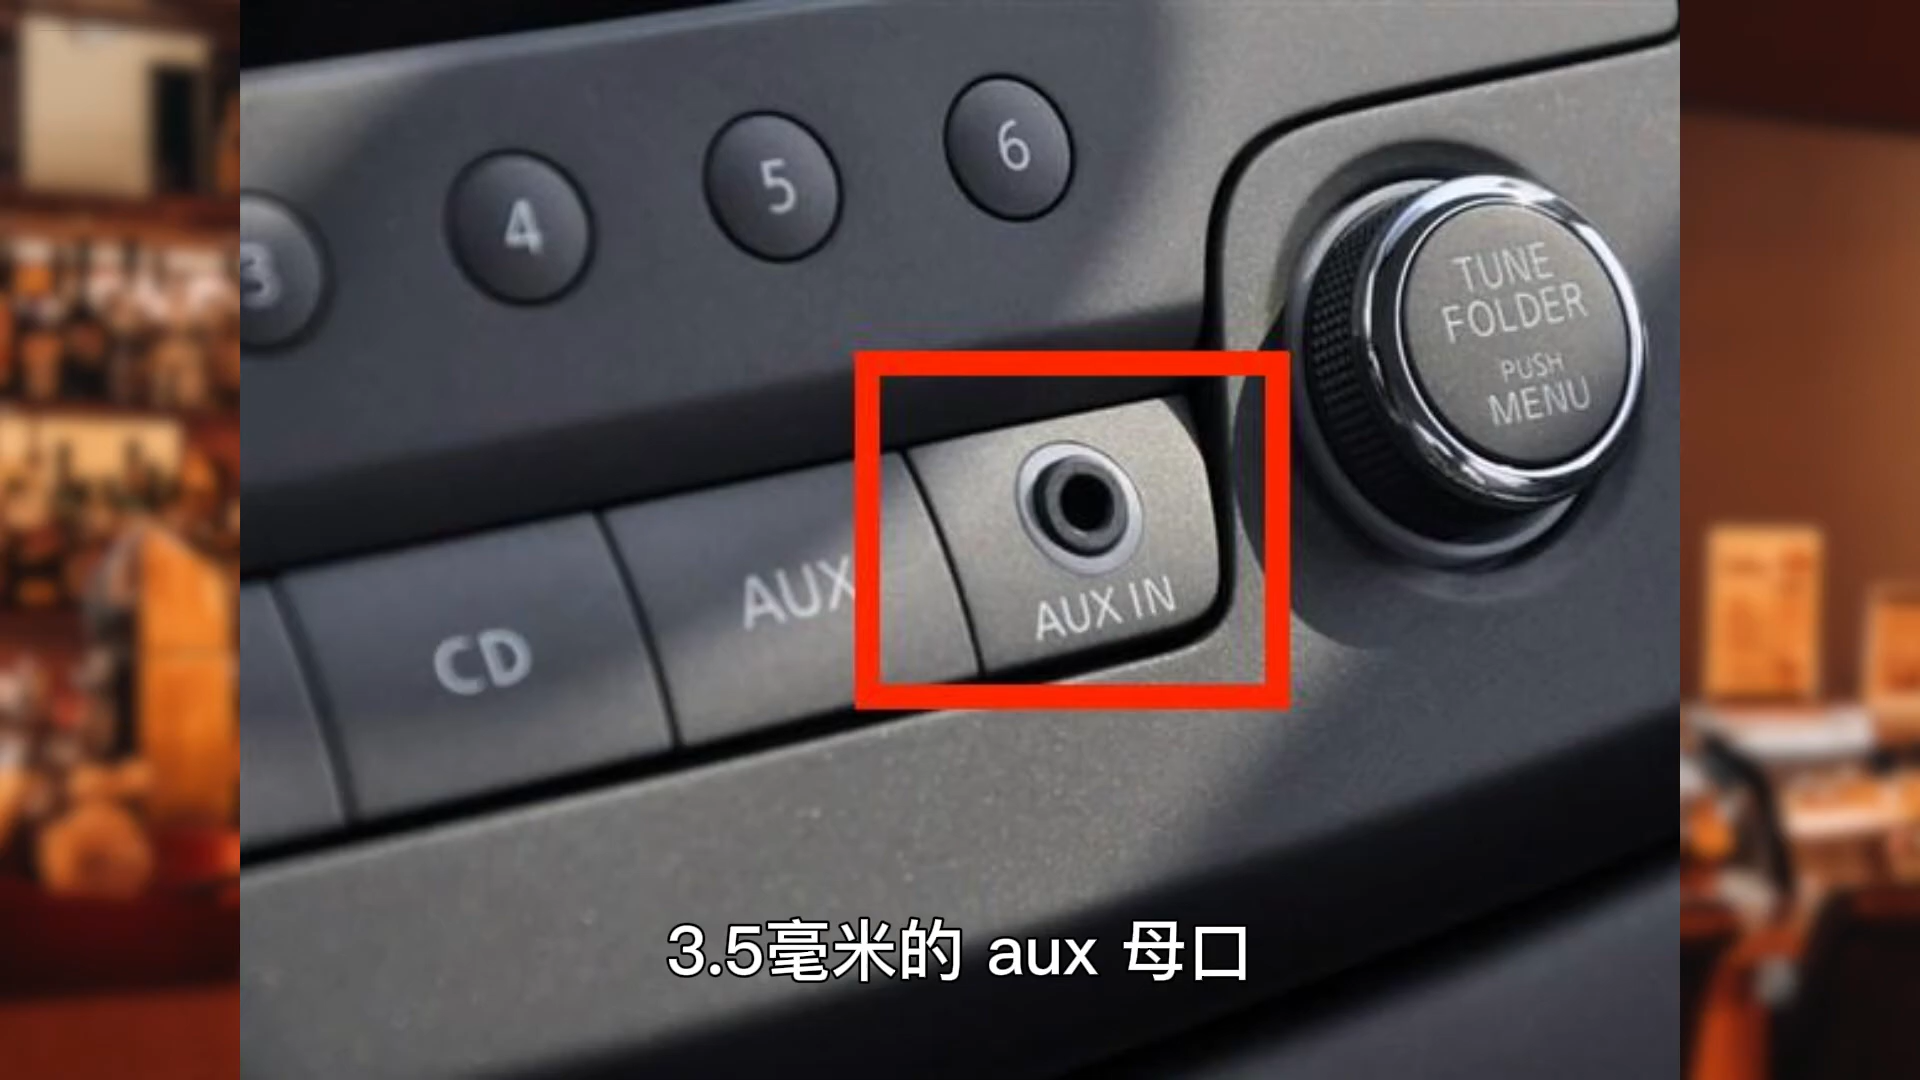 3
4
5
6
TUNE
FOLDER
PUSH
MENU
CD
AUX
AUX IN
3.5毫米的 aux 母口